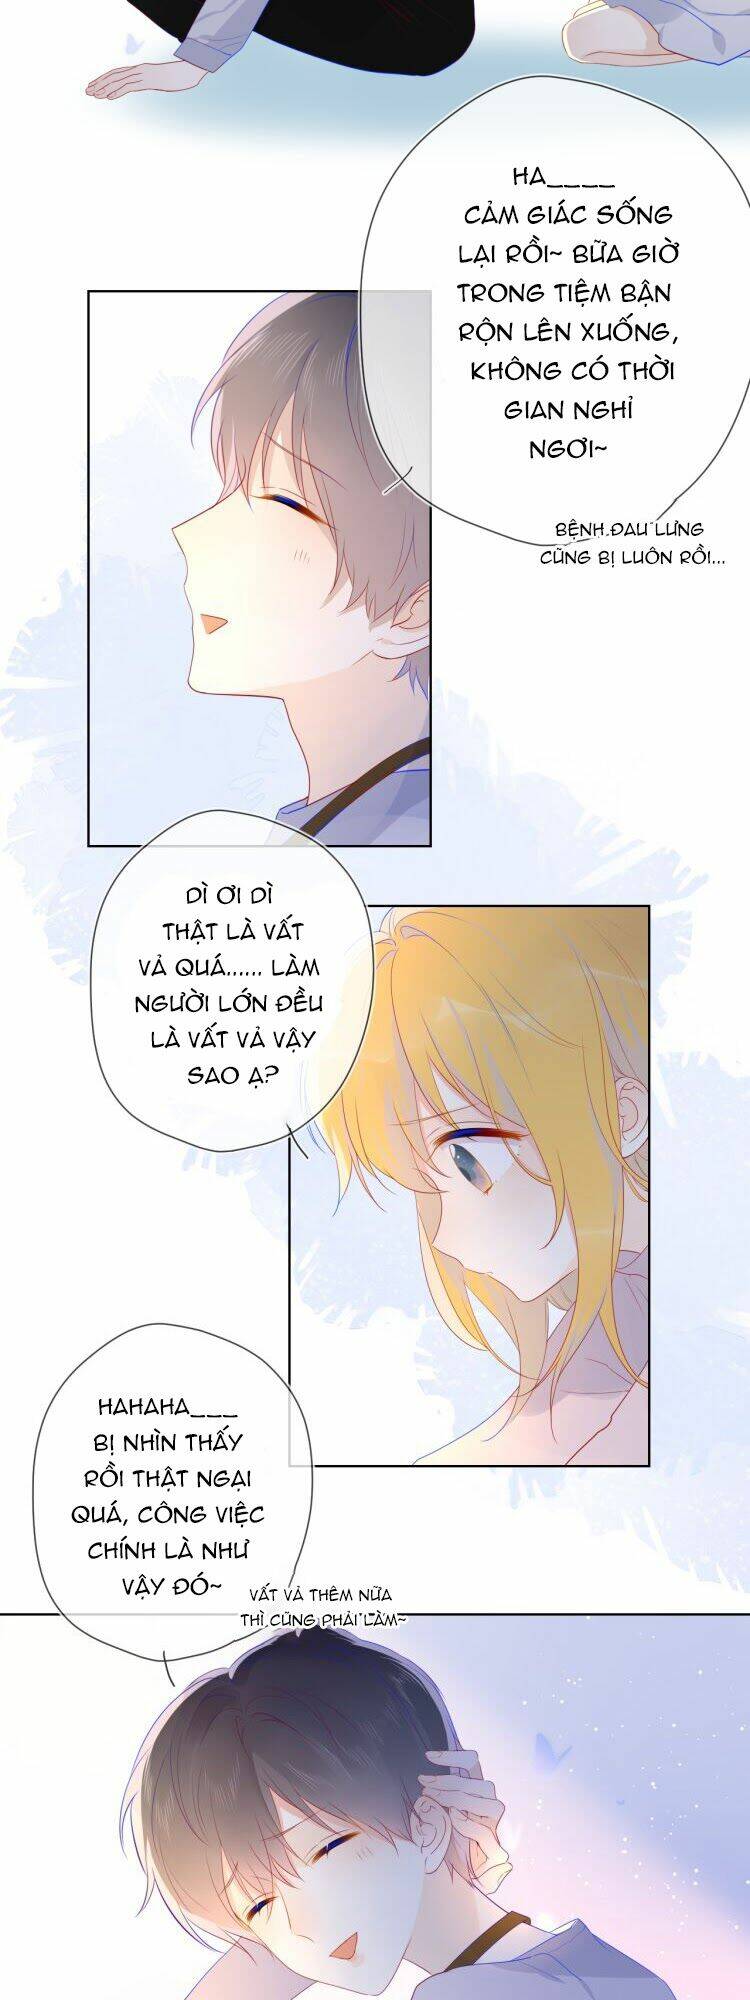 HA____
CẢM GIÁC SỐNG
LẠI RỒI~ BỮA GIỜ
TRONG TIỆM BẬN
RỘN LÊN XUỐNG,
KHÔNG CÓ THỜI
GIAN NGHỈ
NGƠI~
BỆNH ĐAU LƯNG
CŨNG BỊ LUÔN RỒI...
DÌ ƠI DÌ
THẬT LÀ VẤT
VẢ QUÁ...... LÀM
NGƯỜI LỚN ĐỀU
LÀ VẤT VẢ VẬY
SAO Ạ?
HAHAHA___
BỊ NHÌN THẤY
RỒI THẬT NGẠI
QUÁ, CÔNG VIỆC
CHÍNH LÀ NHƯ
VẬY ĐÓ~
VẤT VẢ THÊM NỮA
THÌ CŨNG PHẢI LÀM~